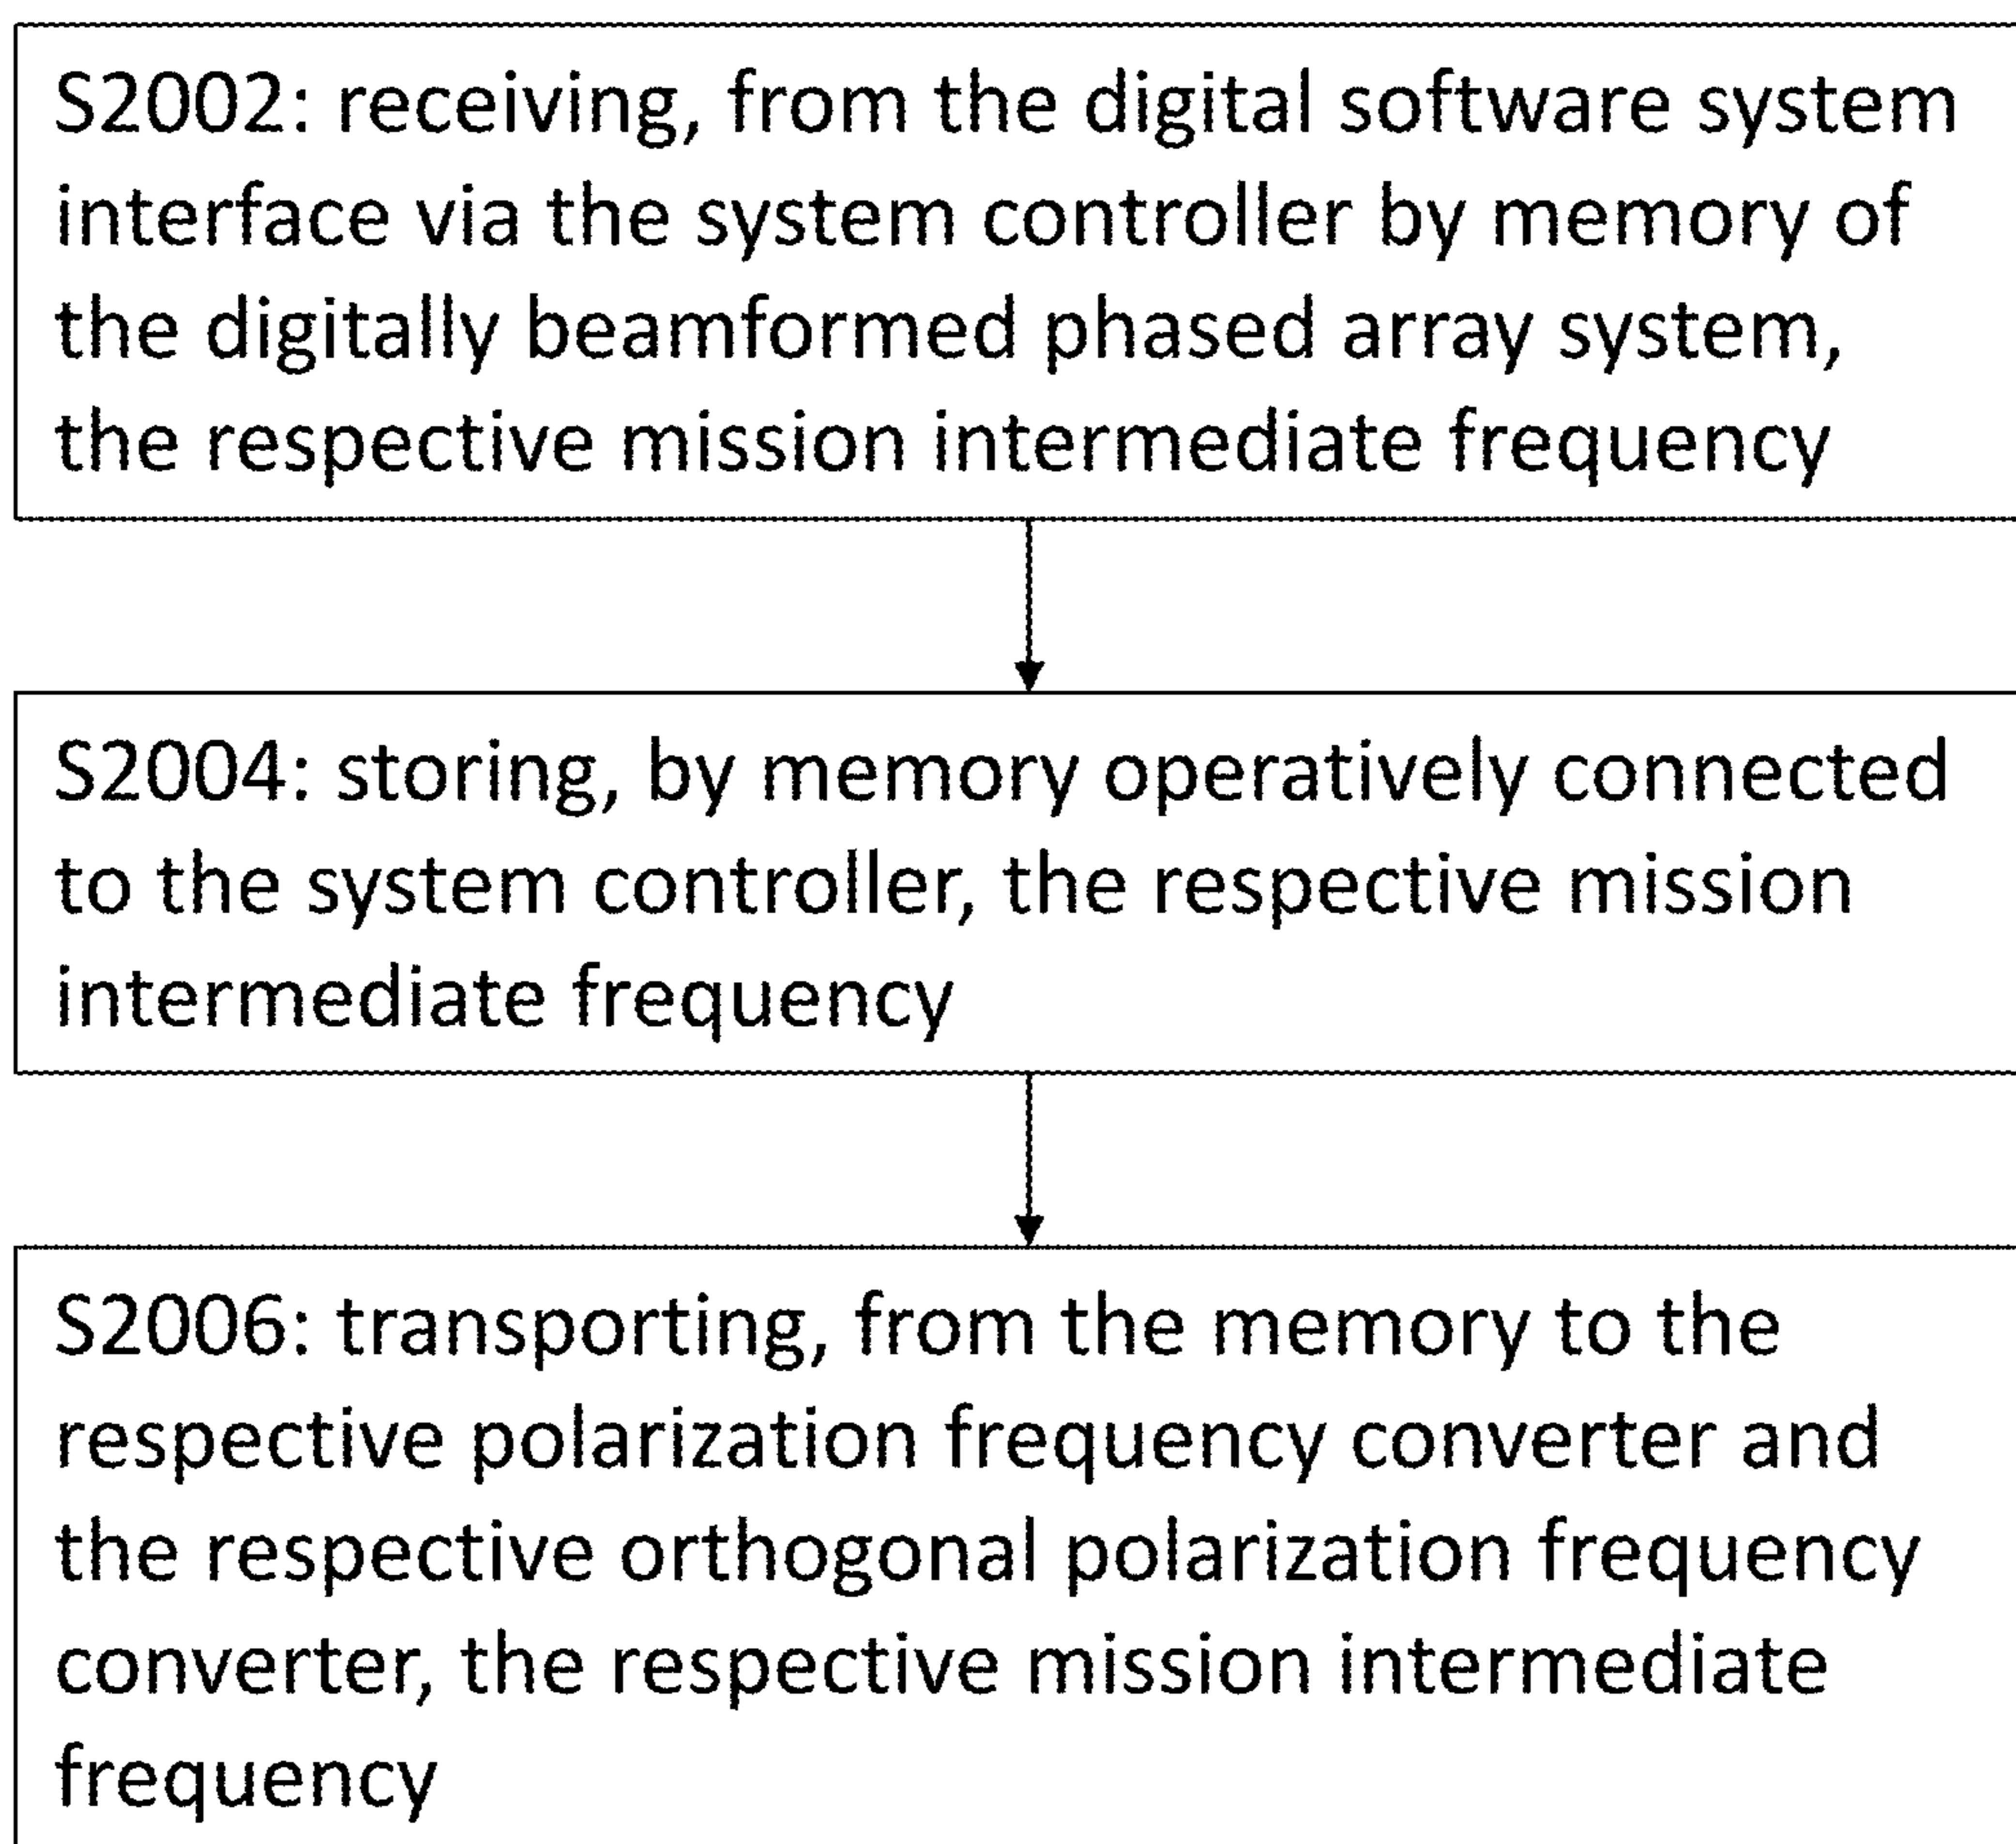 S2002: receiving, from the digital software system
interface via the system controller by memory of
the digitally beamformed phased array system,
the respective mission intermediate frequency
S2004: storing, by memory operatively connected
to the system controller, the respective mission
intermediate frequency
S2006: transporting, from the memory to the
respective polarization frequency converter and
the respective orthogonal polarization frequency
converter, the respective mission intermediate
frequency